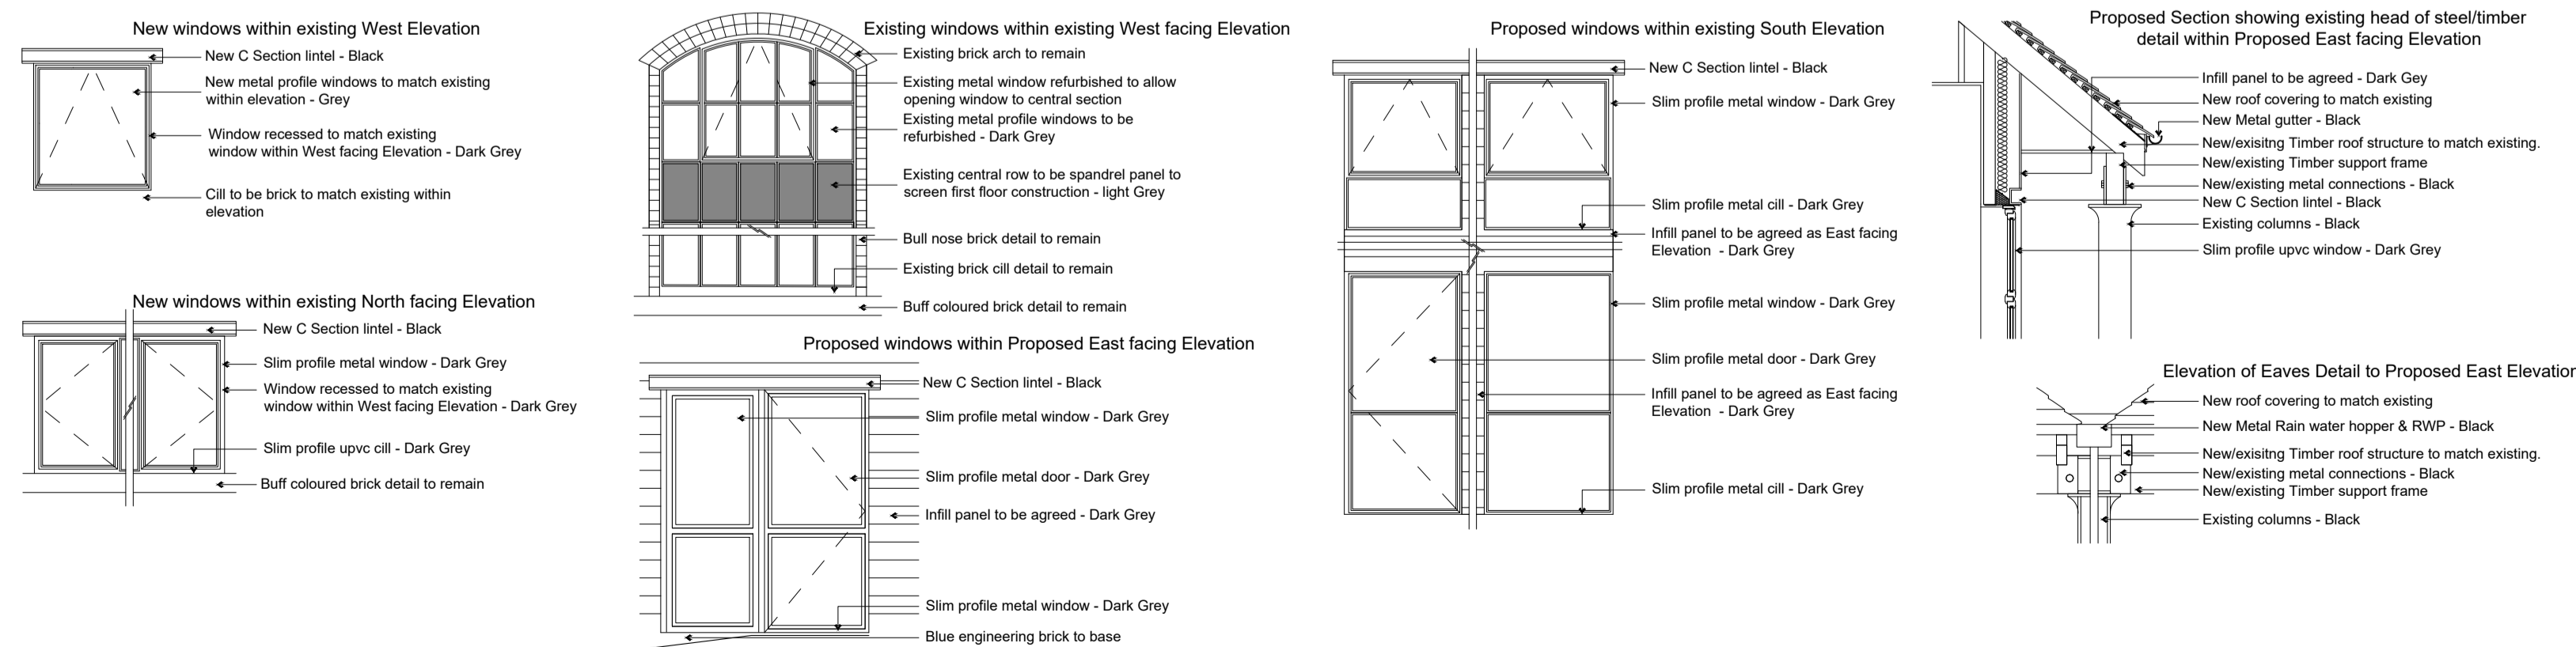 New windows within existing West Elevation
New C Section lintel - Black
New metal profile windows to match existing
within elevation - Grey
Window recessed to match existing
window within West facing Elevation - Dark Grey
Cill to be brick to match existing within
elevation
New windows within existing North facing Elevation
New C Section lintel - Black
Slim profile metal window - Dark Grey
Window recessed to match existing
window within West facing Elevation - Dark Grey
Slim profile upvc cill - Dark Grey
Buff coloured brick detail to remain
Existing windows within existing West facing Elevation
Existing brick arch to remain
Existing metal window refurbished to allow
opening window to central section
Existing metal profile windows to be
refurbished - Dark Grey
Existing central row to be spandrel panel to
screen first floor construction - light Grey
Bull nose brick detail to remain
Existing brick cill detail to remain
Buff coloured brick detail to remain
Proposed windows within Proposed East facing Elevation
New C Section lintel - Black
Slim profile metal window - Dark Grey
Slim profile metal door - Dark Grey
Infill panel to be agreed - Dark Grey
Slim profile metal window - Dark Grey
Blue engineering brick to base
Proposed windows within existing South Elevation
New C Section lintel - Black
Slim profile metal window - Dark Grey
Slim profile metal cill - Dark Grey
Infill panel to be agreed as East facing
Elevation - Dark Grey
Slim profile metal window - Dark Grey
Slim profile metal door - Dark Grey
Infill panel to be agreed as East facing
Elevation - Dark Grey
Slim profile metal cill - Dark Grey
Proposed Section showing existing head of steel/timber
detail within Proposed East facing Elevation
Infill panel to be agreed - Dark Gey
New roof covering to match existing
New Metal gutter - Black
New/exisitng Timber roof structure to match existing.
New/existing Timber support frame
New/existing metal connections - Black
New C Section lintel - Black
Existing columns - Black
Slim profile upvc window - Dark Grey
Elevation of Eaves Detail to Proposed East Elevation
New roof covering to match existing
New Metal Rain water hopper & RWP - Black
New/exisitng Timber roof structure to match existing.
New/existing metal connections - Black
New/existing Timber support frame
Existing columns - Black